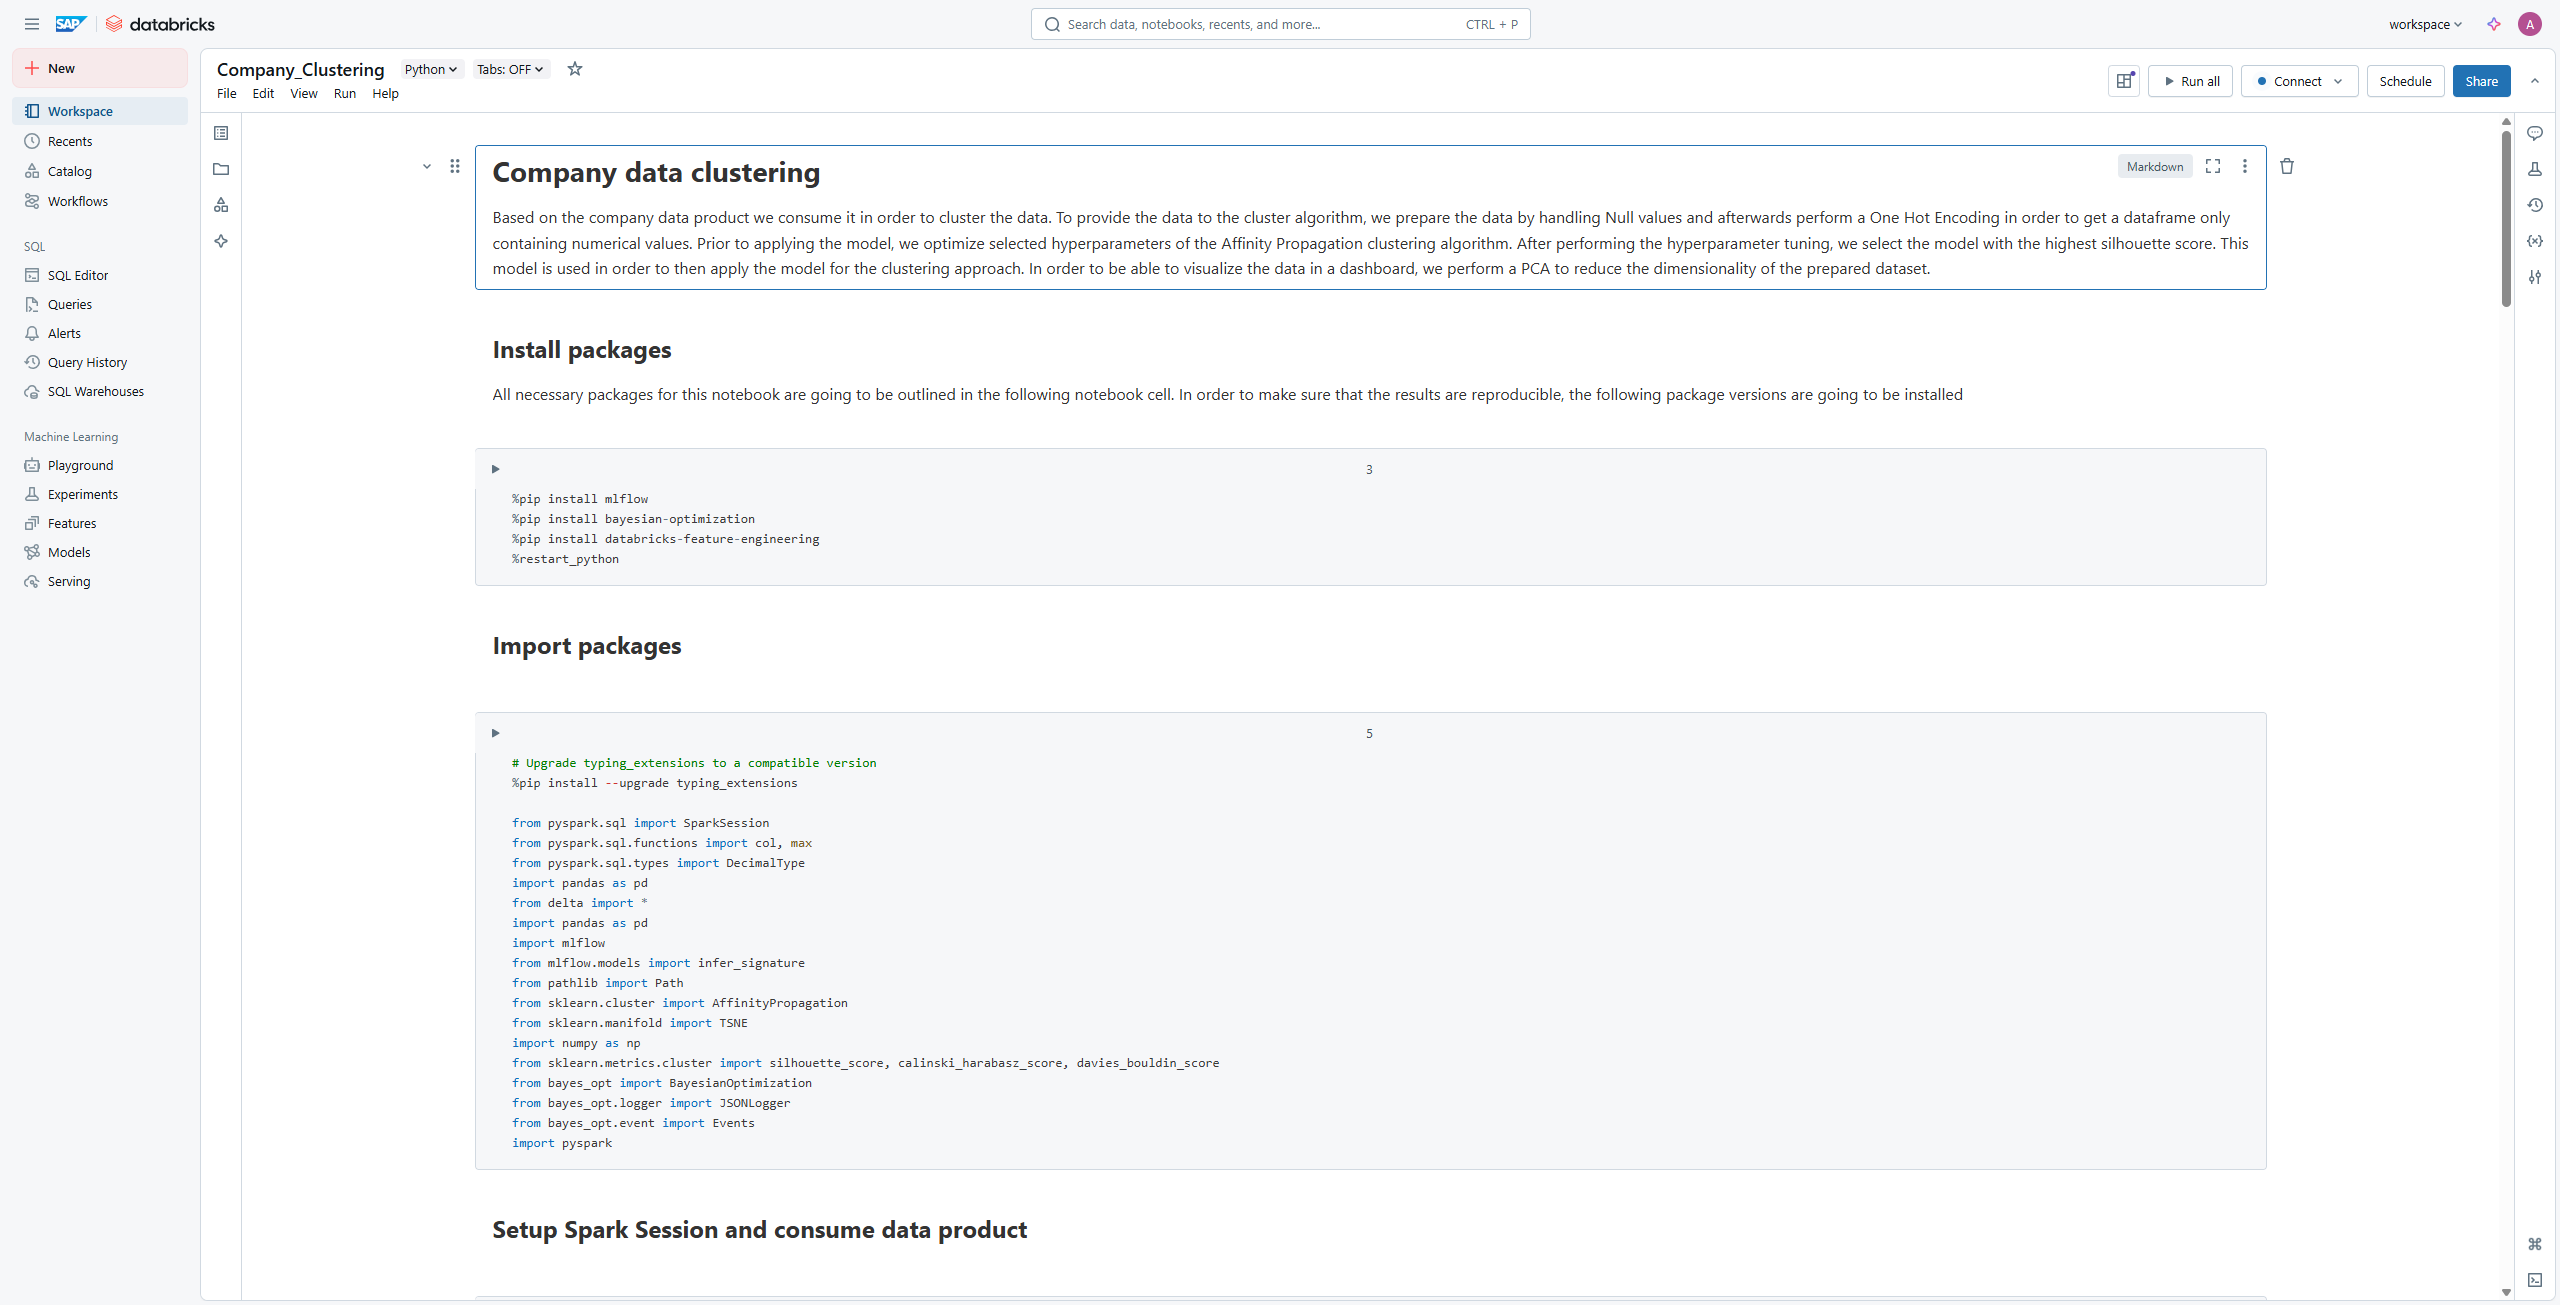 SAP databricks
Search data, notebooks, recents, and more...
CTRL + P
workspace
A
New
Workspace
Recents
Catalog
Workflows
SQL
SQL Editor
Queries
Alerts
Query History
SQL Warehouses
Machine Learning
Playground
Experiments
Features
Models
Serving
Company_Clustering
Python
Tabs: OFF
File Edit View Run Help
Run all
Connect
Schedule
Share
Markdown
Company data clustering
Based on the company data product we consume it in order to cluster the data. To provide the data to the cluster algorithm, we prepare the data by handling Null values and afterwards perform a One Hot Encoding in order to get a dataframe only
containing numerical values. Prior to applying the model, we optimize selected hyperparameters of the Affinity Propagation clustering algorithm. After performing the hyperparameter tuning, we select the model with the highest silhouette score. This
model is used in order to then apply the model for the clustering approach. In order to be able to visualize the data in a dashboard, we perform a PCA to reduce the dimensionality of the prepared dataset.
Install packages
All necessary packages for this notebook are going to be outlined in the following notebook cell. In order to make sure that the results are reproducible, the following package versions are going to be installed
3
%pip install mlflow
%pip install bayesian-optimization
%pip install databricks-feature-engineering
%restart_python
Import packages
5
# Upgrade typing_extensions to a compatible version
%pip install --upgrade typing_extensions
from pyspark.sql import SparkSession
from pyspark.sql.functions import col, max
from pyspark.sql.types import DecimalType
import pandas as pd
from delta import *
import pandas as pd
import mlflow
from mlflow.models import infer_signature
from pathlib import Path
from sklearn.cluster import AffinityPropagation
from sklearn.manifold import TSNE
import numpy as np
from sklearn.metrics.cluster import silhouette_score, calinski_harabasz_score, davies_bouldin_score
from bayes_opt import BayesianOptimization
from bayes_opt.logger import JSONLogger
from bayes_opt.event import Events
import pyspark
Setup Spark Session and consume data product